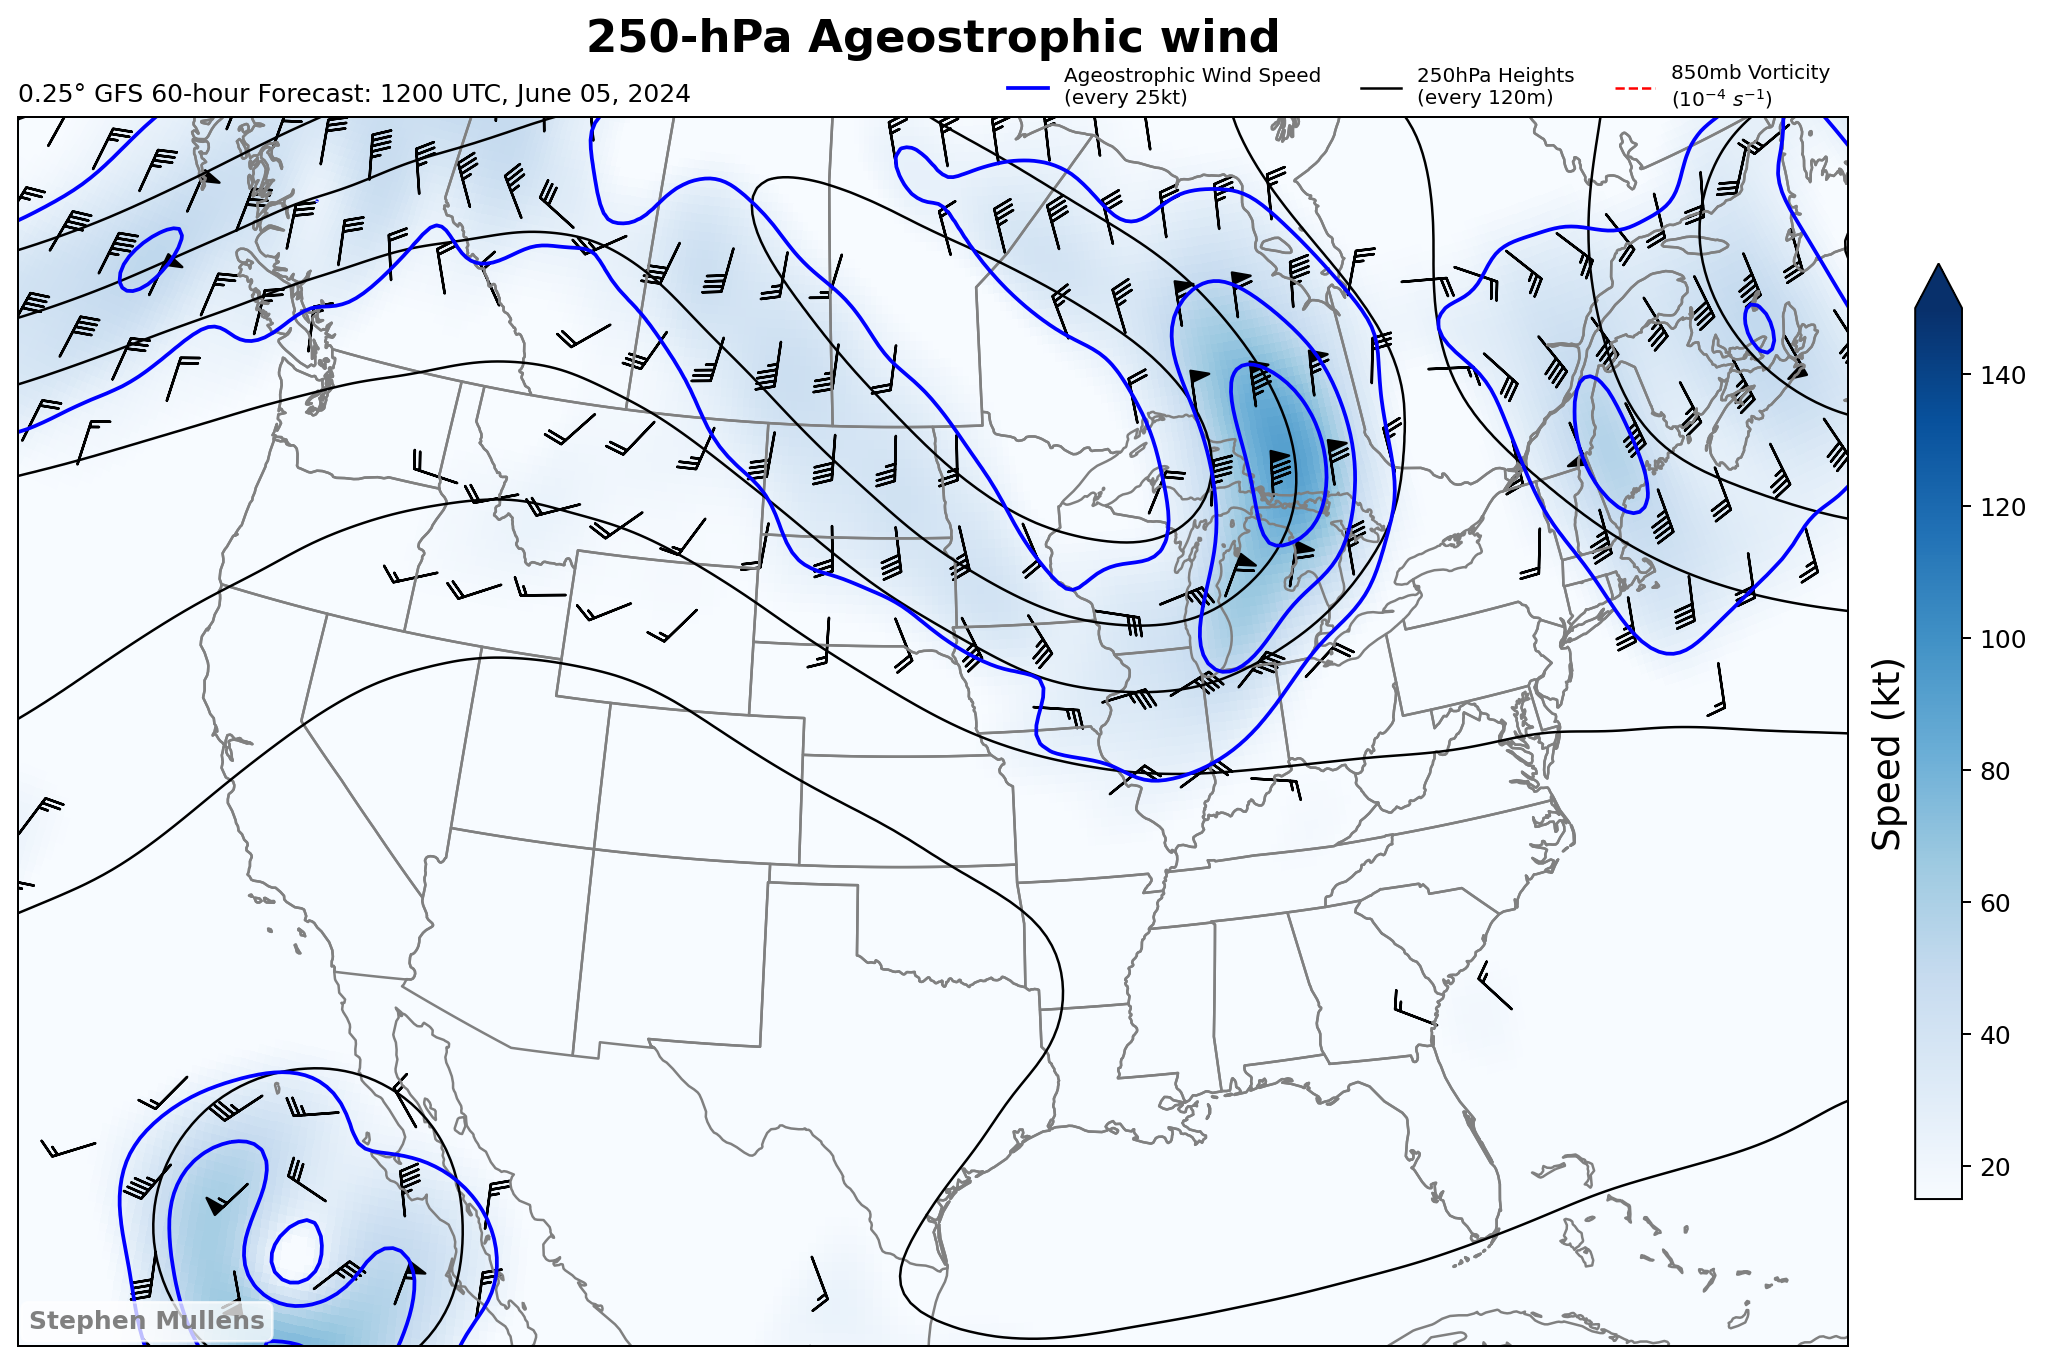 250-hPa Ageostrophic wind
0.25° GFS 60-hour Forecast: 1200 UTC, June 05, 2024
Ageostrophic Wind Speed
(every 25kt)
250hPa Heights
(every 120m)
850mb Vorticity
(10⁻⁴ s⁻¹)
140
120
100
80
60
40
20
Speed (kt)
Stephen Mullens